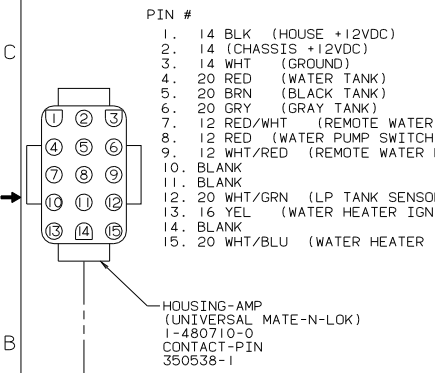 PIN #
1. 14 BLK (HOUSE +12VDC)
2. 14 (CHASSIS +12VDC)
3. 14 WHT (GROUND)
4. 20 RED (WATER TANK)
5. 20 BRN (BLACK TANK)
6. 20 GRY (GRAY TANK)
7. 12 RED/WHT (REMOTE WATER
8. 12 RED (WATER PUMP SWITCH
9. 12 WHT/RED (REMOTE WATER
10. BLANK
11. BLANK
12. 20 WHT/GRN (LP TANK SENSO
13. 16 YEL (WATER HEATER IGN
14. BLANK
15. 20 WHT/BLU (WATER HEATER
C
1 2 3
4 5 6
7 8 9
10 11 12
13 14 15
HOUSING-AMP
(UNIVERSAL MATE-N-LOK)
1-480710-0
CONTACT-PIN
350538-1
B